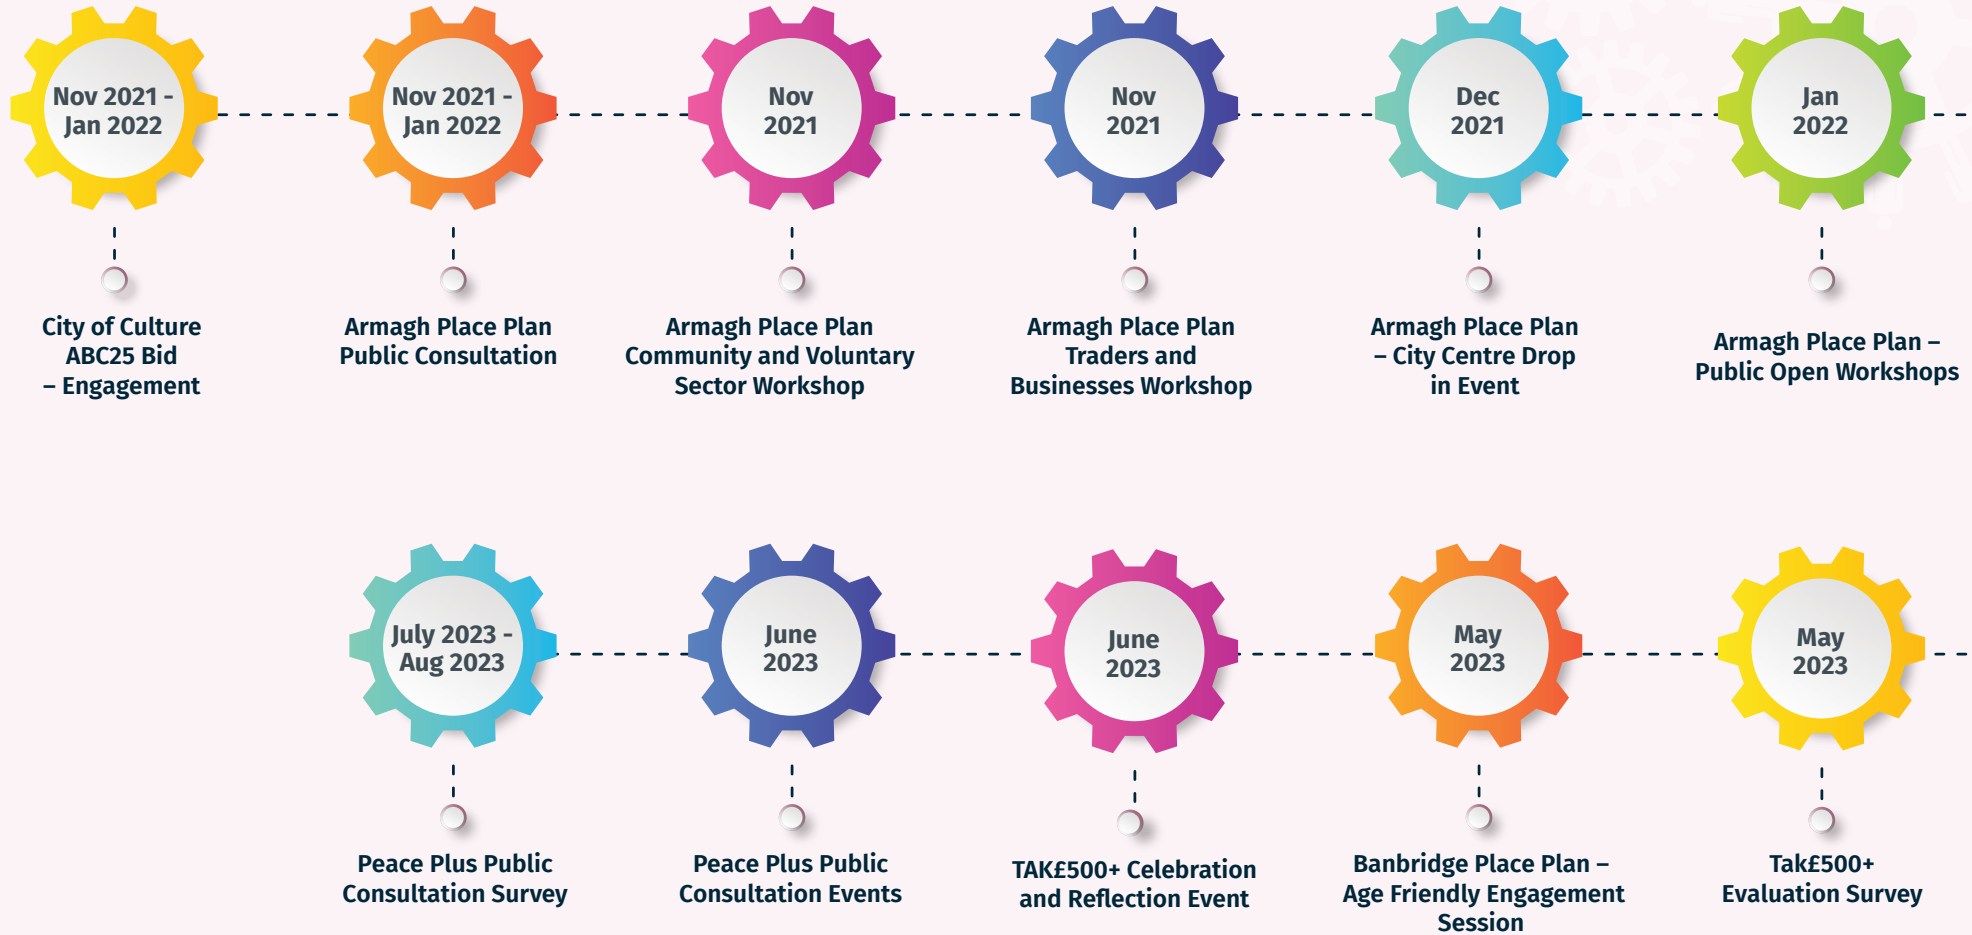 Nov 2021 -
Jan 2022
City of Culture
ABC25 Bid
– Engagement
Nov 2021 -
Jan 2022
Armagh Place Plan
Public Consultation
Nov
2021
Armagh Place Plan
Community and Voluntary
Sector Workshop
Nov
2021
Armagh Place Plan
Traders and
Businesses Workshop
Dec
2021
Armagh Place Plan
– City Centre Drop
in Event
Jan
2022
Armagh Place Plan –
Public Open Workshops
July 2023 -
Aug 2023
Peace Plus Public
Consultation Survey
June
2023
Peace Plus Public
Consultation Events
June
2023
TAK£500+ Celebration
and Reflection Event
May
2023
Banbridge Place Plan –
Age Friendly Engagement
Session
May
2023
Tak£500+
Evaluation Survey